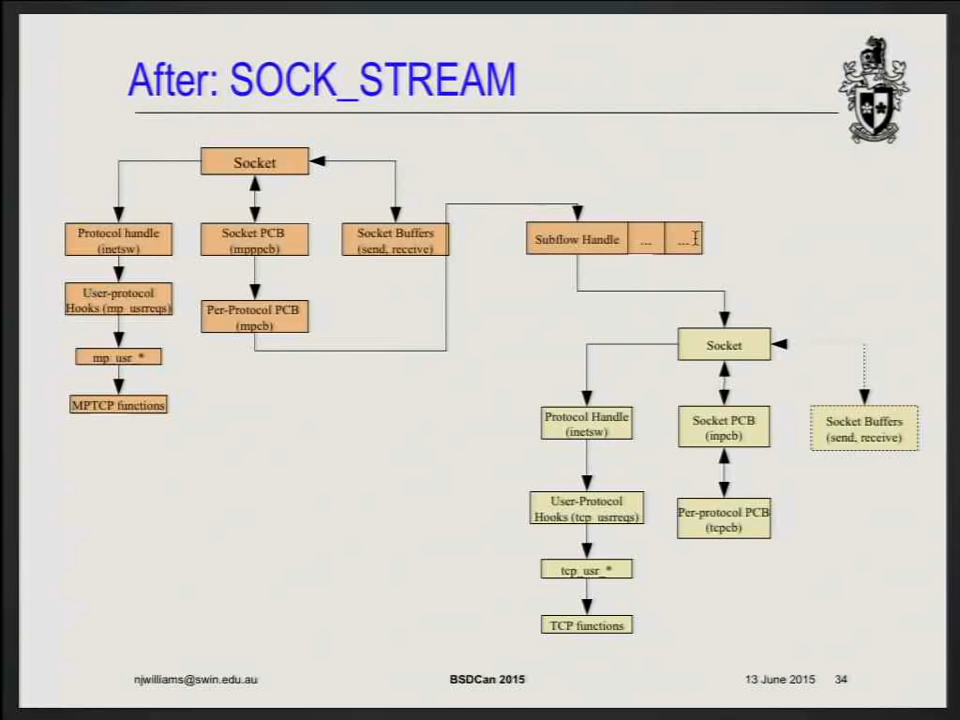 After: SOCK_STREAM
Socket
Protocol handle
(inetsw)
Socket PCB
(mpppcb)
Socket Buffers
(send, receive)
Subflow Handle
...
...
User-protocol
Hooks (mp_usrreqs)
Per-Protocol PCB
(mpcb)
mp_usr_*
MPTCP functions
Socket
Protocol Handle
(inetsw)
Socket PCB
(inpcb)
Socket Buffers
(send, receive)
User-Protocol
Hooks (tcp_usrreqs)
Per-protocol PCB
(tcpcb)
tcp_usr_*
TCP functions
njwilliams@swin.edu.au
BSDCan 2015
13 June 2015
34